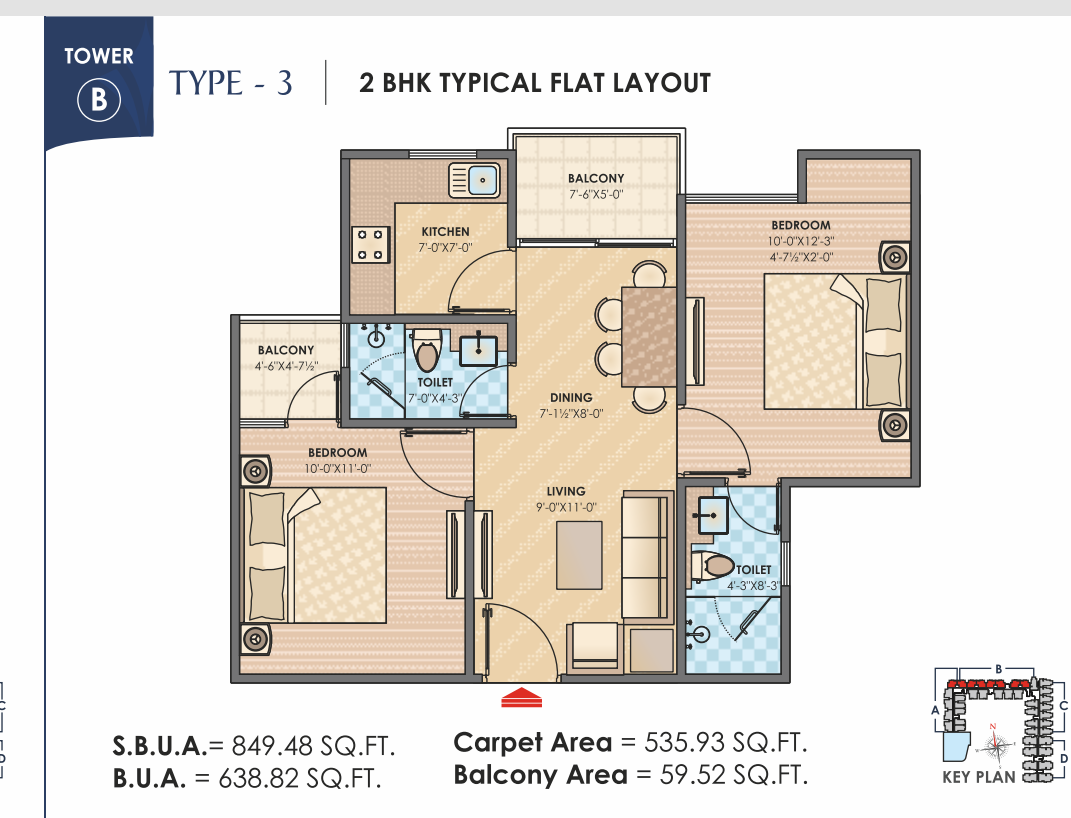 TOWER
B
TYPE - 3
2 BHK TYPICAL FLAT LAYOUT
BALCONY
7'-6"X5'-0"
KITCHEN
7'-0"X7'-0"
BEDROOM
10'-0"X12'-3"
4'-7½"X2'-0"
BALCONY
4'-6"X4'-7½"
TOILET
7'-0"X4'-3"
DINING
7'-1½"X8'-0"
BEDROOM
10'-0"X11'-0"
LIVING
9'-0"X11'-0"
TOILET
4'-3"X8'-3"
S.B.U.A.= 849.48 SQ.FT.
B.U.A. = 638.82 SQ.FT.
Carpet Area = 535.93 SQ.FT.
Balcony Area = 59.52 SQ.FT.
B
A
C
N
D
KEY PLAN